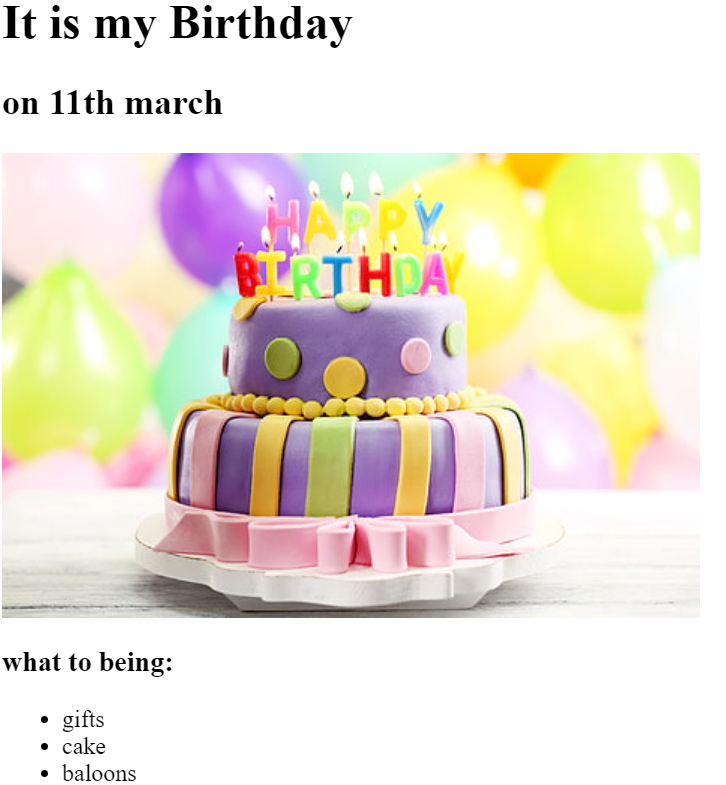 It is my Birthday
on 11th march
HAPPY
BIRTHDAY
what to being:
gifts
cake
baloons